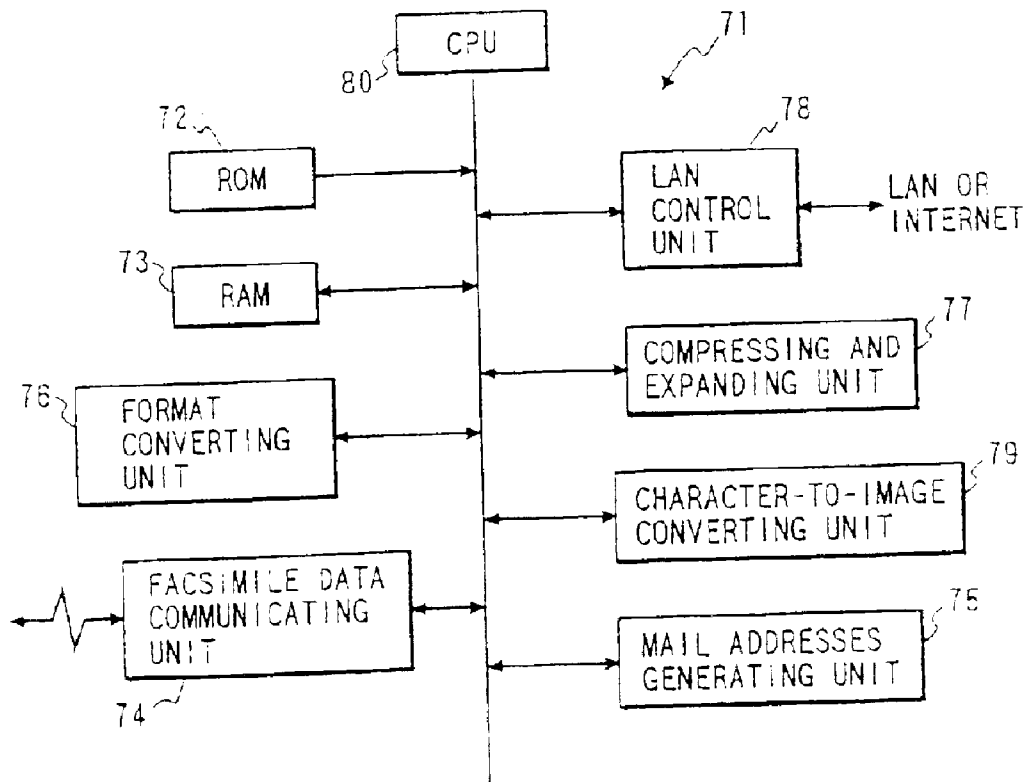 CPU
80
71
72
ROM
78
LAN
CONTROL
UNIT
LAN OR
INTERNET
73
RAM
77
COMPRESSING AND
EXPANDING UNIT
76
FORMAT
CONVERTING
UNIT
79
CHARACTER-TO-IMAGE
CONVERTING UNIT
FACSIMILE DATA
COMMUNICATING
UNIT
74
75
MAIL ADDRESSES
GENERATING UNIT